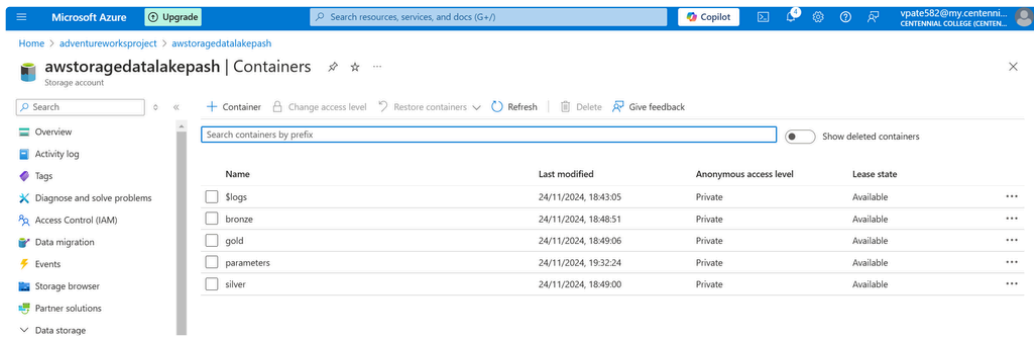 Microsoft Azure Upgrade Search resources, services, and docs (G+/) Copilot 4 vpate582@my.centenni...
CENTENNIAL COLLEGE (CENTEN...
Home > adventureworksproject > awstoragedatalakepash
awstoragedatalakepash | Containers
Storage account
Search
Overview
Activity log
Tags
Diagnose and solve problems
Access Control (IAM)
Data migration
Events
Storage browser
Partner solutions
Data storage
Container Change access level Restore containers Refresh Delete Give feedback
Search containers by prefix Show deleted containers
Name Last modified Anonymous access level Lease state
$logs 24/11/2024, 18:43:05 Private Available
bronze 24/11/2024, 18:48:51 Private Available
gold 24/11/2024, 18:49:06 Private Available
parameters 24/11/2024, 19:32:24 Private Available
silver 24/11/2024, 18:49:00 Private Available